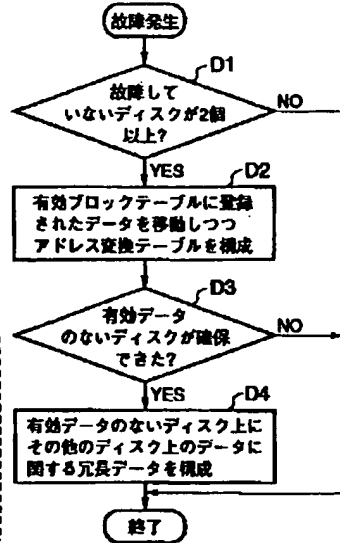 故障発生
D1
故障して
いないディスクが2個
以上?
NO
YES
D2
有効ブロックテーブルに登録
されたデータを移動しつつ
アドレス変換テーブルを構成
D3
有効データ
のないディスクが確保
できた?
NO
YES
D4
有効データのないディスク上に
その他のディスク上のデータに
関する冗長データを構成
終了